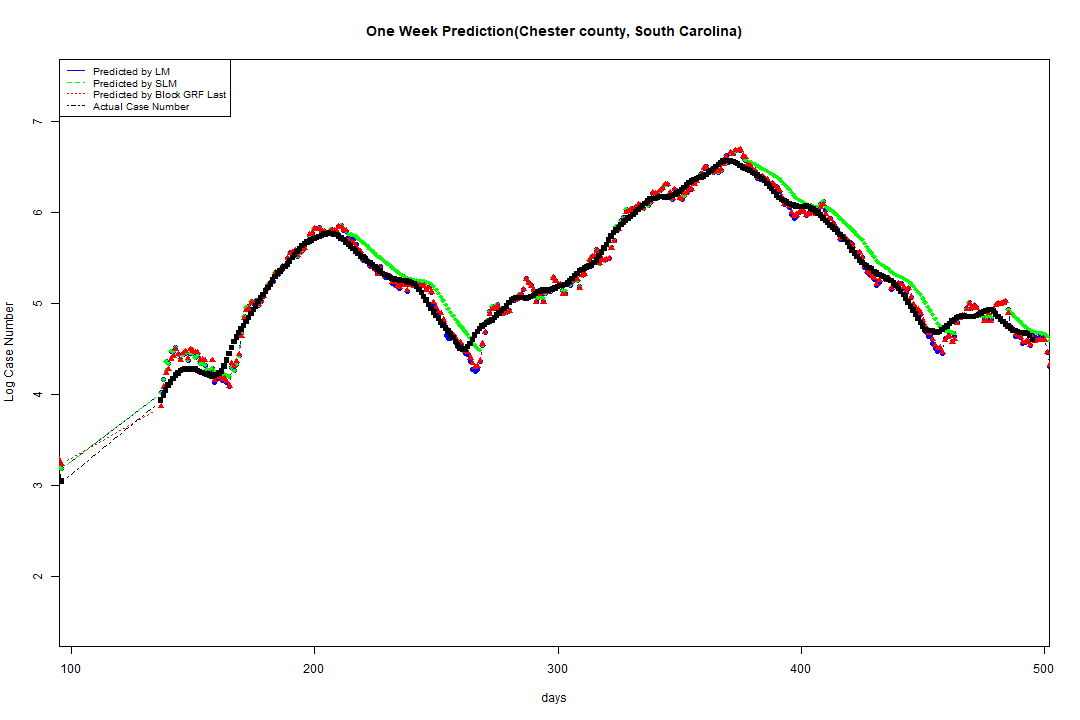 One Week Prediction(Chester county, South Carolina)
Predicted by LM
Predicted by SLM
Predicted by Block GRF Last
Actual Case Number
7
6
5
4
3
2
Log Case Number
100 200 300 400 500
days